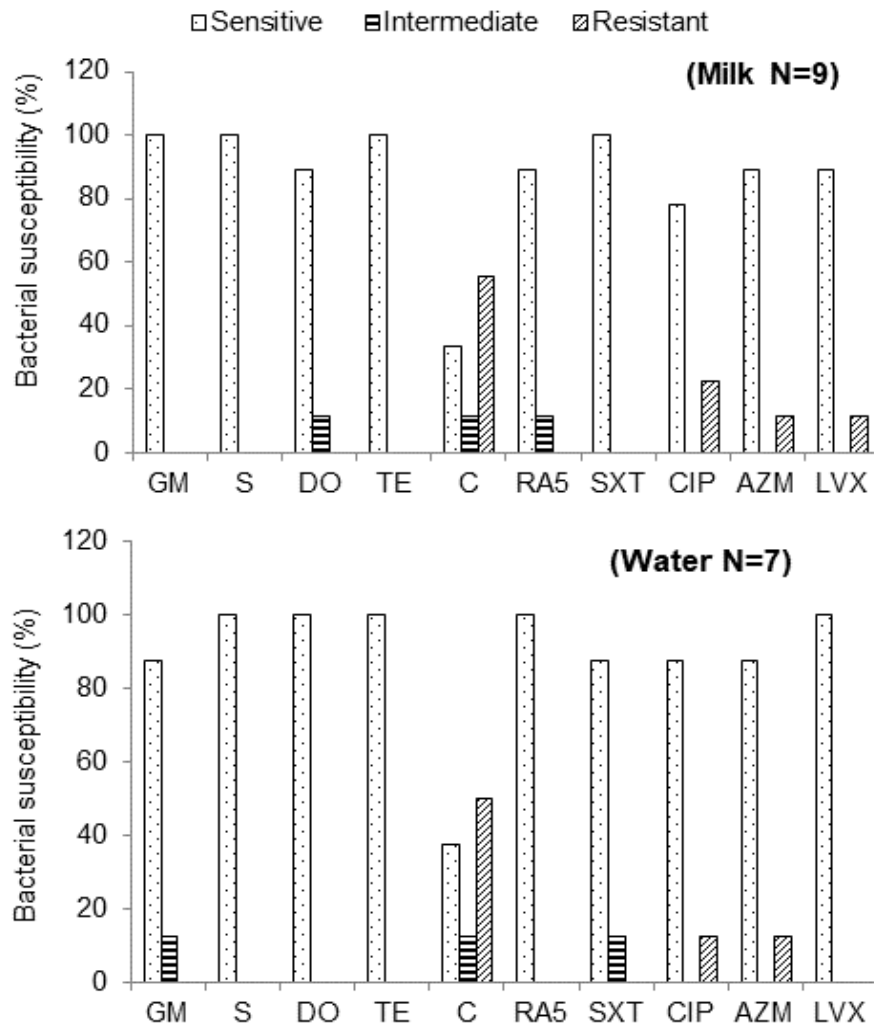 Sensitive Intermediate Resistant
(Milk N=9)
Bacterial susceptibility (%)
120
100
80
60
40
20
0
GM S DO TE C RA5 SXT CIP AZM LVX
(Water N=7)
Bacterial susceptibility (%)
120
100
80
60
40
20
0
GM S DO TE C RA5 SXT CIP AZM LVX